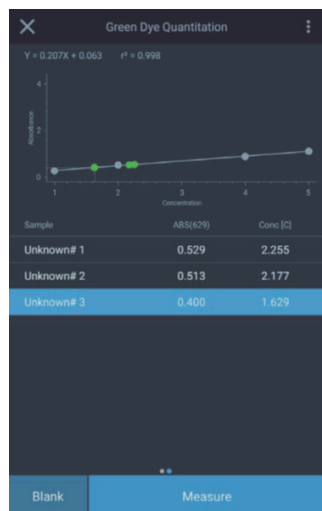 Green Dye Quantitation
Y = 0.207X + 0.063 r² = 0.998
4
2
0
Absorbance
1 2 3 4 5
Concentration
Sample ABS(629) Conc [C]
Unknown# 1 0.529 2.255
Unknown# 2 0.513 2.177
Unknown# 3 0.400 1.629
Blank Measure